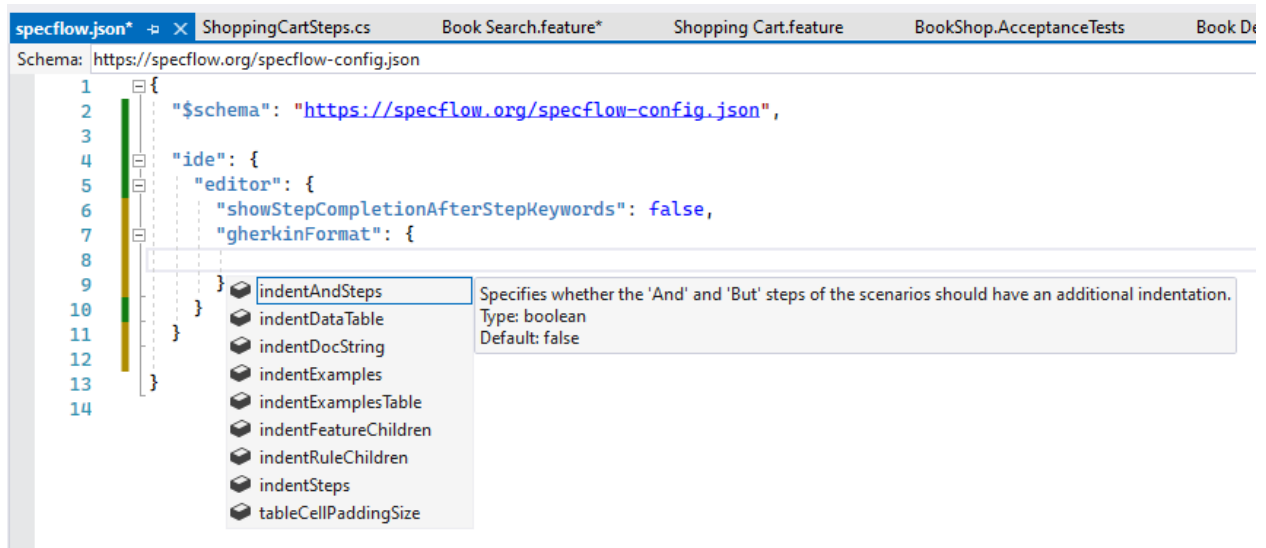 specflow.json* ShoppingCartSteps.cs Book Search.feature* Shopping Cart.feature BookShop.AcceptanceTests Book De
Schema: https://specflow.org/specflow-config.json
1 {
2 "$schema": "https://specflow.org/specflow-config.json",
3
4 "ide": {
5 "editor": {
6 "showStepCompletionAfterStepKeywords": false,
7 "gherkinFormat": {
8
9 }
10 }
11 }
12
13 }
14
indentAndSteps
indentDataTable
indentDocString
indentExamples
indentExamplesTable
indentFeatureChildren
indentRuleChildren
indentSteps
tableCellPaddingSize
Specifies whether the 'And' and 'But' steps of the scenarios should have an additional indentation.
Type: boolean
Default: false